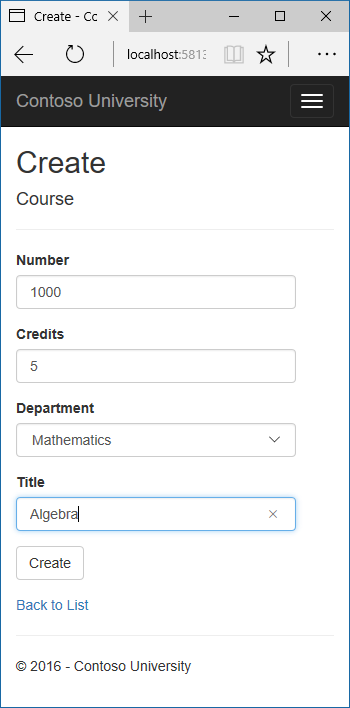 Create - Cc
localhost:5813
Contoso University
Create
Course
Number
1000
Credits
5
Department
Mathematics
Title
Algebra
Create
Back to List
© 2016 - Contoso University